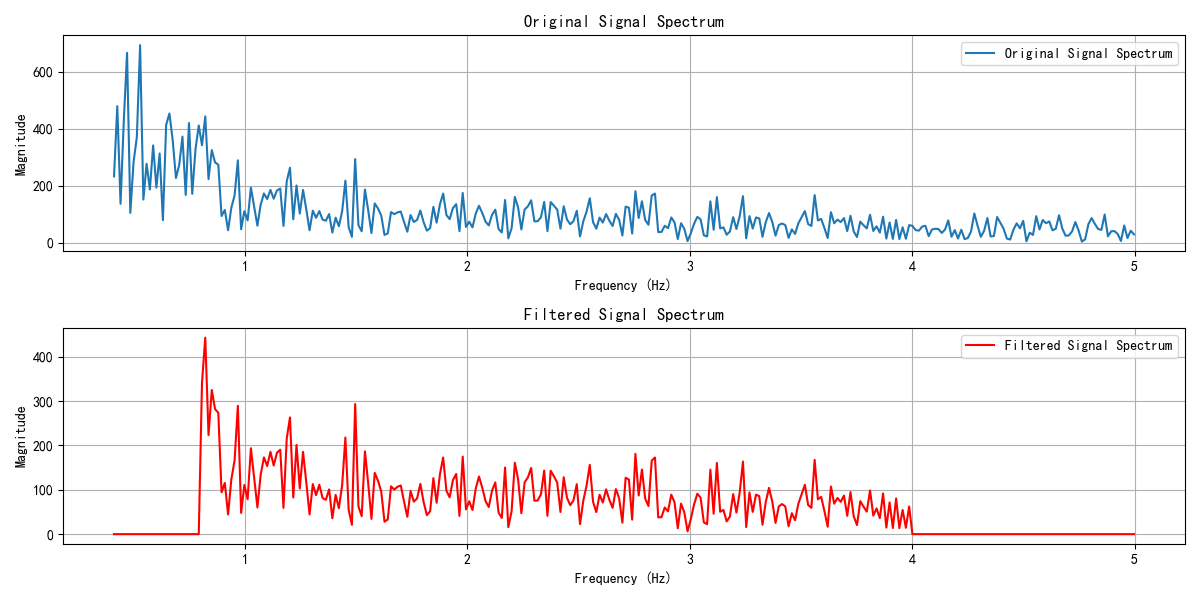 Original Signal Spectrum
Original Signal Spectrum
Magnitude
600
400
200
0
1 2 3 4 5
Frequency (Hz)
Filtered Signal Spectrum
Filtered Signal Spectrum
Magnitude
400
300
200
100
0
1 2 3 4 5
Frequency (Hz)